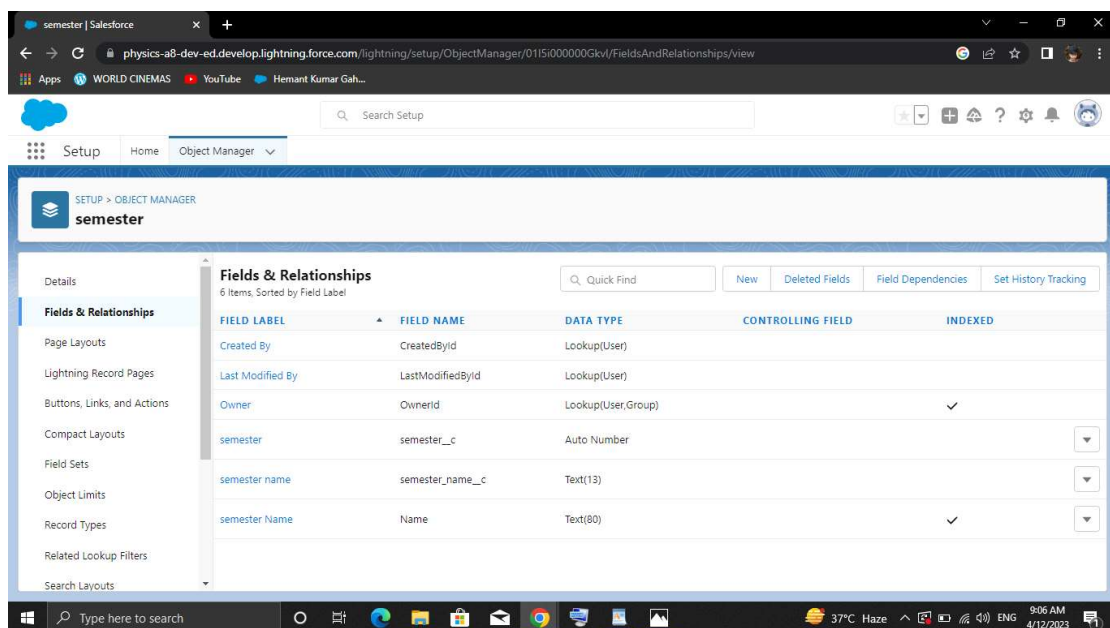 semester | Salesforce
physics-a8-dev-ed.develop.lightning.force.com/lightning/setup/ObjectManager/01I5i000000Gkvl/FieldsAndRelationships/view
Apps WORLD CINEMAS YouTube Hemant Kumar Gah...
Search Setup
Setup Home Object Manager
SETUP > OBJECT MANAGER
semester
Details
Fields & Relationships
Page Layouts
Lightning Record Pages
Buttons, Links, and Actions
Compact Layouts
Field Sets
Object Limits
Record Types
Related Lookup Filters
Search Layouts
Fields & Relationships
6 Items, Sorted by Field Label
Quick Find New Deleted Fields Field Dependencies Set History Tracking
FIELD LABEL FIELD NAME DATA TYPE CONTROLLING FIELD INDEXED
Created By CreatedById Lookup(User)
Last Modified By LastModifiedById Lookup(User)
Owner OwnerId Lookup(User,Group)
semester semester__c Auto Number
semester name semester_name__c Text(13)
semester Name Name Text(80)
Type here to search 37°C Haze ENG 9:06 AM
4/12/2023